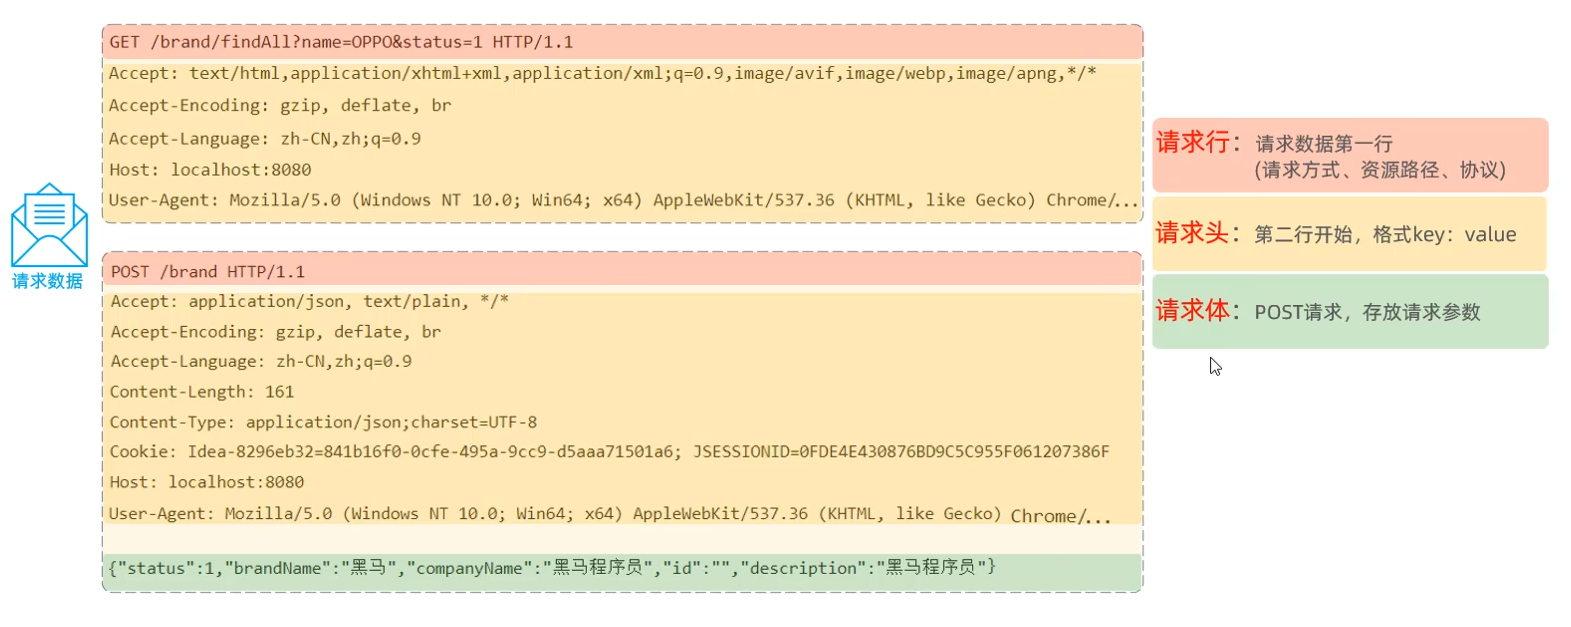 GET /brand/findAll?name=OPPO&status=1 HTTP/1.1
Accept: text/html,application/xhtml+xml,application/xml;q=0.9,image/avif,image/webp,image/apng,*/*
Accept-Encoding: gzip, deflate, br
Accept-Language: zh-CN,zh;q=0.9
Host: localhost:8080
User-Agent: Mozilla/5.0 (Windows NT 10.0; Win64; x64) AppleWebKit/537.36 (KHTML, like Gecko) Chrome/...
请求数据
POST /brand HTTP/1.1
Accept: application/json, text/plain, */*
Accept-Encoding: gzip, deflate, br
Accept-Language: zh-CN,zh;q=0.9
Content-Length: 161
Content-Type: application/json;charset=UTF-8
Cookie: Idea-8296eb32=841b16f0-0cfe-495a-9cc9-d5aaa71501a6; JSESSIONID=0FDE4E430876BD9C5C955F061207386F
Host: localhost:8080
User-Agent: Mozilla/5.0 (Windows NT 10.0; Win64; x64) AppleWebKit/537.36 (KHTML, like Gecko) Chrome/...
{"status":1,"brandName":"黑马","companyName":"黑马程序员","id":"","description":"黑马程序员"}
请求行：请求数据第一行
(请求方式、资源路径、协议)
请求头：第二行开始，格式key：value
请求体：POST请求，存放请求参数